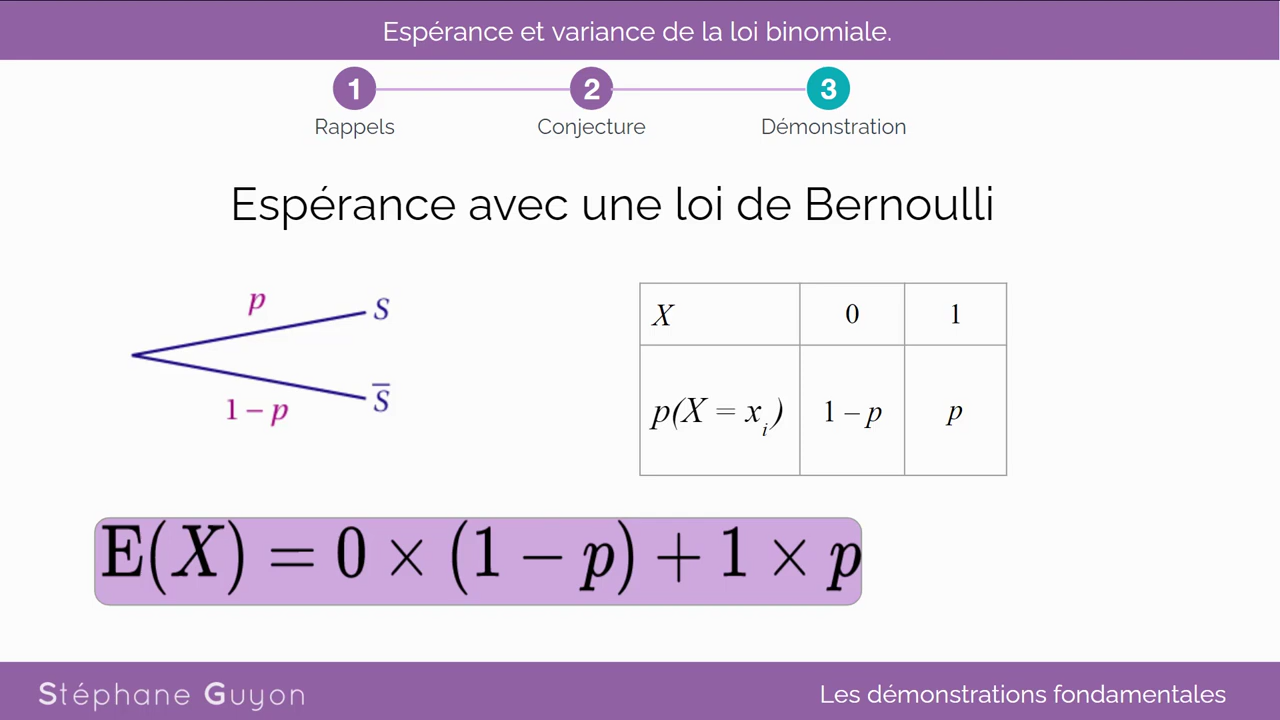 Espérance et variance de la loi binomiale.
1 2 3
Rappels Conjecture Démonstration
Espérance avec une loi de Bernoulli
p
S
1 – p
S̅
X 0 1
p(X = xᵢ) 1 – p p
E(X) = 0 × (1 − p) + 1 × p
Stéphane Guyon
Les démonstrations fondamentales